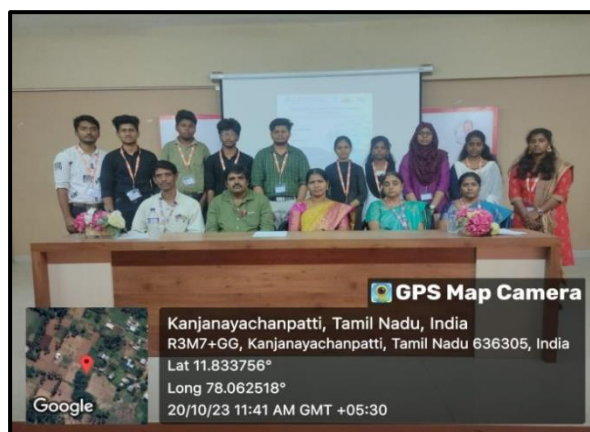 GPS Map Camera
Kanjanayachanpatti, Tamil Nadu, India
R3M7+GG, Kanjanayachanpatti, Tamil Nadu 636305, India
Lat 11.833756°
Long 78.062518°
20/10/23 11:41 AM GMT +05:30
Google